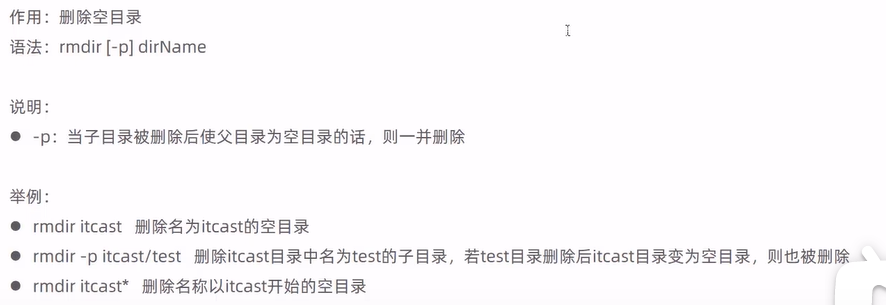 作用：删除空目录
语法：rmdir [-p] dirName
说明：
● -p：当子目录被删除后使父目录为空目录的话，则一并删除
举例：
● rmdir itcast 删除名为itcast的空目录
● rmdir -p itcast/test 删除itcast目录中名为test的子目录，若test目录删除后itcast目录变为空目录，则也被删除
● rmdir itcast* 删除名称以itcast开始的空目录